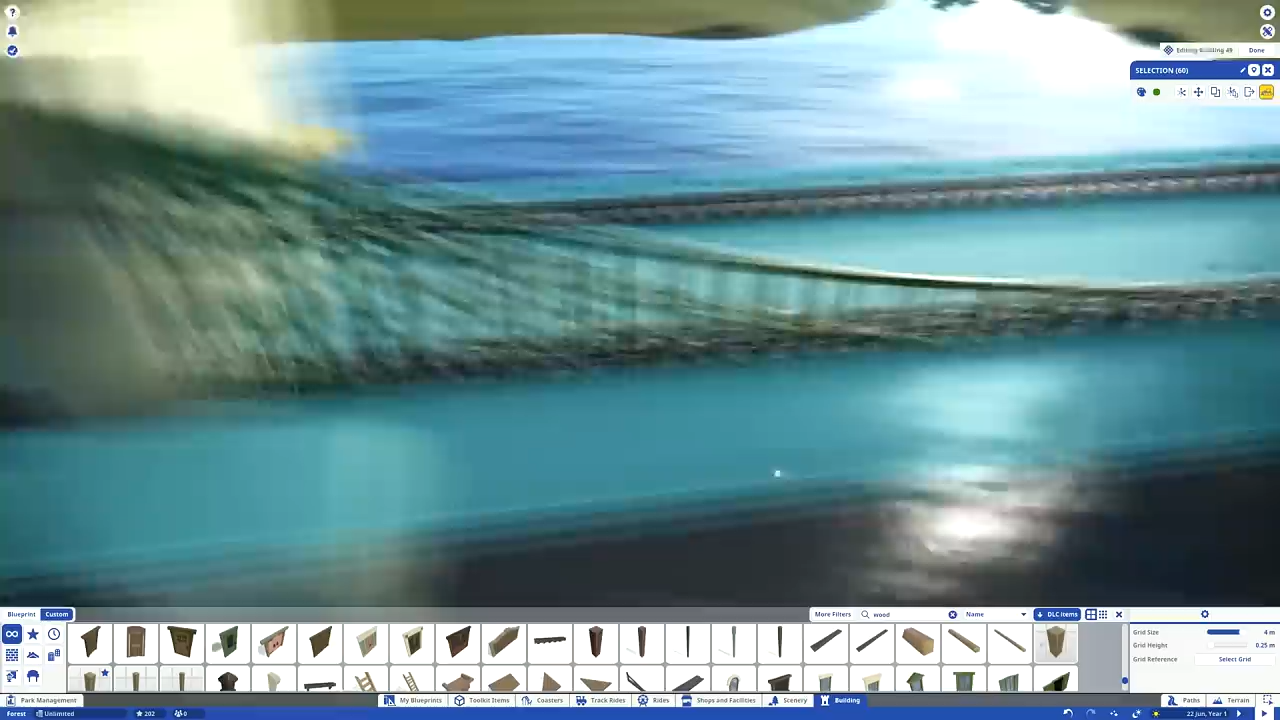 ?
Editing Building 49
Done
SELECTION (60)
Blueprint
Custom
More Filters
wood
Name
DLC Items
Grid Size
4 m
Grid Height
0.25 m
Grid Reference
Select Grid
Park Management
My Blueprints
Toolkit Items
Coasters
Track Rides
Rides
Shops and Facilities
Scenery
Building
Paths
Terrain
Forest
Unlimited
202
0
22 Jun, Year 1